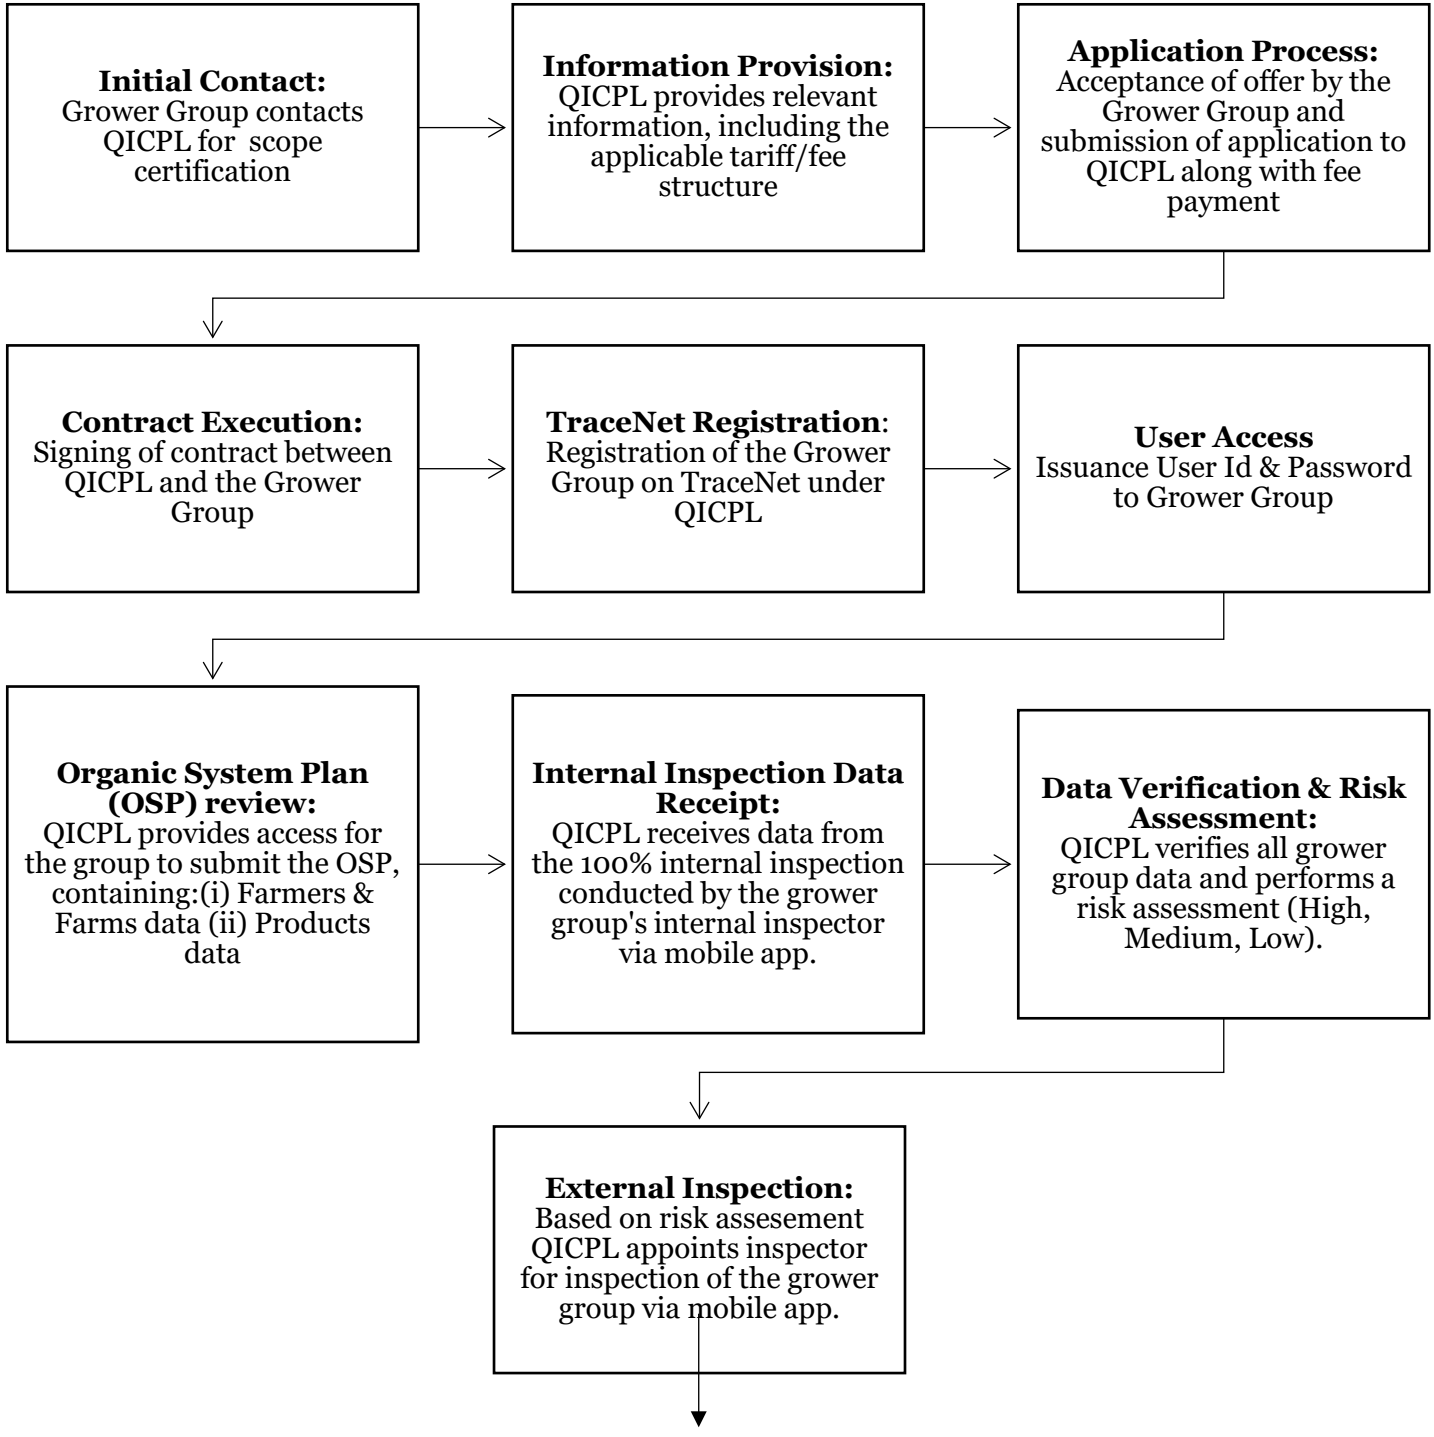 Initial Contact:
Grower Group contacts
QICPL for  scope
certification
Information Provision:
QICPL provides relevant
information, including the
applicable tariff/fee
structure
Application Process:
Acceptance of offer by the
Grower Group and
submission of application to
QICPL along with fee
payment
Contract Execution:
Signing of contract between
QICPL and the Grower
Group
TraceNet Registration:
Registration of the Grower
Group on TraceNet under
QICPL
User Access
Issuance User Id & Password
to Grower Group
Organic System Plan
(OSP) review:
QICPL provides access for
the group to submit the OSP,
containing:(i) Farmers &
Farms data (ii) Products
data
Internal Inspection Data
Receipt:
QICPL receives data from
the 100% internal inspection
conducted by the grower
group's internal inspector
via mobile app.
Data Verification & Risk
Assessment:
QICPL verifies all grower
group data and performs a
risk assessment (High,
Medium, Low).
External Inspection:
Based on risk assesement
QICPL appoints inspector
for inspection of the grower
group via mobile app.